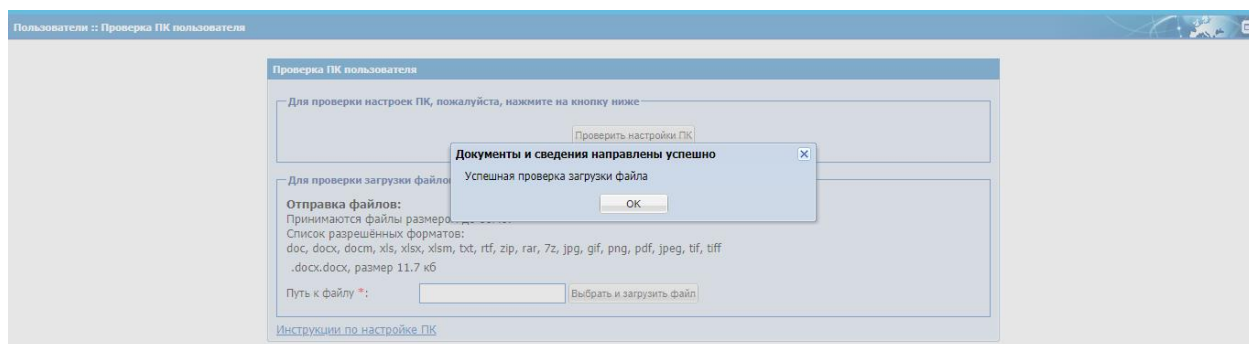 Пользователи :: Проверка ПК пользователя
Проверка ПК пользователя
Для проверки настроек ПК, пожалуйста, нажмите на кнопку ниже
Проверить настройки ПК
Документы и сведения направлены успешно
Успешная проверка загрузки файла
OK
Для проверки загрузки
Отправка файлов:
Принимаются файлы
Список разрешённых форматов:
doc, docx, docm, xls, xlsx, xlsm, txt, rtf, zip, rar, 7z, jpg, gif, png, pdf, jpeg, tif, tiff
.docx.docx, размер 11.7 кб
Путь к файлу *:
Выбрать и загрузить файл
Инструкции по настройке ПК